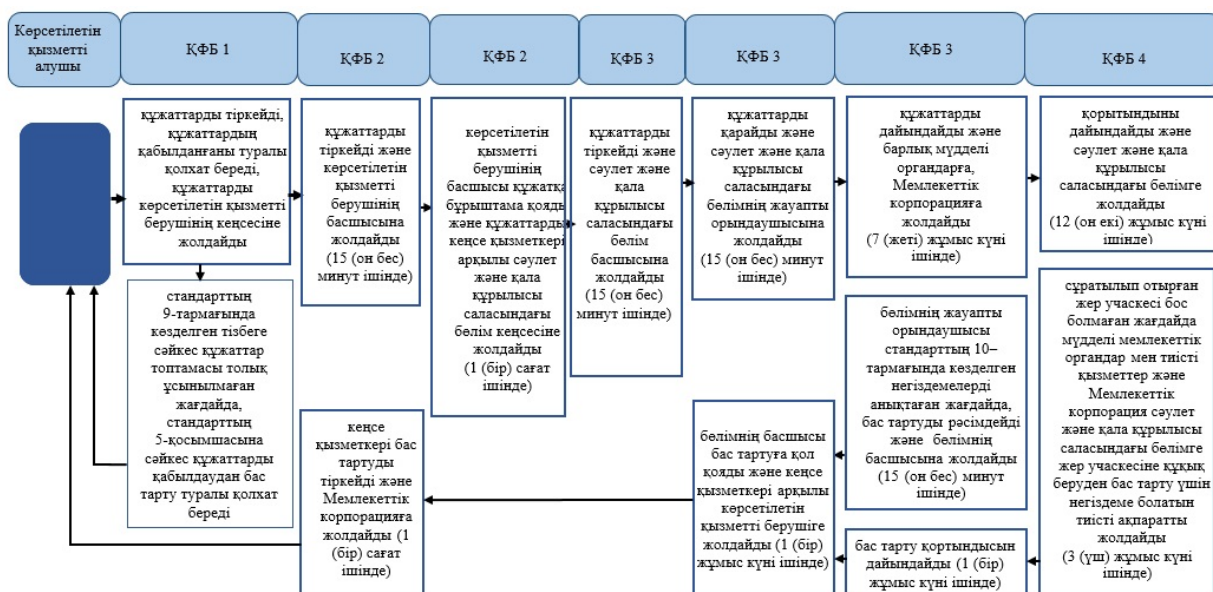 Көрсетілетін
қызметті
алушы
ҚФБ 1
ҚФБ 2
ҚФБ 2
ҚФБ 3
ҚФБ 3
ҚФБ 3
ҚФБ 4
құжаттарды тіркейді,
құжаттардың
қабылданғаны туралы
қолхат береді,
құжаттарды
көрсетілетін қызметті
берушінің кеңсесіне
жолдайды
құжаттарды
тіркейді және
көрсетілетін
қызметті
берушінің
басшысына
жолдайды
(15 (он бес)
минут ішінде)
көрсетілетін
қызметті
берушінің
басшысы құжатқа
бұрыштама қояды
және құжаттарды
кеңсе қызметкері
арқылы сәулет
және қала
құрылысы
саласындағы
бөлім кеңсесіне
жолдайды
(1 (бір) сағат
ішінде)
құжаттарды
тіркейді және
сәулет және
қала
құрылысы
саласындағы
бөлім
басшысына
жолдайды
(15 (он бес)
минут ішінде)
құжаттарды
қарайды және
сәулет және қала
құрылысы
саласындағы
бөлімнің жауапты
орындаушысына
жолдайды
(15 (он бес) минут
ішінде)
құжаттарды
дайындайды және
барлық мүдделі
органдарға,
Мемлекеттік
корпорацияға
жолдайды
(7 (жеті) жұмыс күні
ішінде)
қорытындыны
дайындайды және
сәулет және қала
құрылысы
саласындағы бөлімге
жолдайды
(12 (он екі) жұмыс күні
ішінде)
стандарттың
9-тармағында
көзделген тізбеге
сәйкес құжаттар
топтамасы толық
ұсынылмаған
жағдайда,
стандарттың
5-қосымшасына
сәйкес құжаттарды
қабылдаудан бас
тарту туралы қолхат
береді
кеңсе
қызметкері бас
тартуды
тіркейді және
Мемлекеттік
корпорацияға
жолдайды (1
(бір) сағат
ішінде)
бөлімнің басшысы
бас тартуға қол
қояды және кеңсе
қызметкері арқылы
көрсетілетін
қызметті берушіге
жолдайды (1 (бір)
жұмыс күні ішінде)
бөлімнің жауапты
орындаушысы
стандарттың 10–
тармағында көзделген
негіздемелерді
анықтаған жағдайда,
бас тартуды рәсімдейді
және бөлімнің
басшысына жолдайды
(15 (он бес) минут
ішінде)
бас тарту қортындысын
дайындайды (1 (бір)
жұмыс күні ішінде)
сұратылып отырған
жер учаскесі бос
болмаған жағдайда
мүдделі мемлекеттік
органдар мен тиісті
қызметтер және
Мемлекеттік
корпорация сәулет
және қала құрылысы
саласындағы бөлімге
жер учаскесіне құқық
беруден бас тарту үшін
негіздеме болатын
тиісті ақпаратты
жолдайды
(3 (үш) жұмыс күні
ішінде)